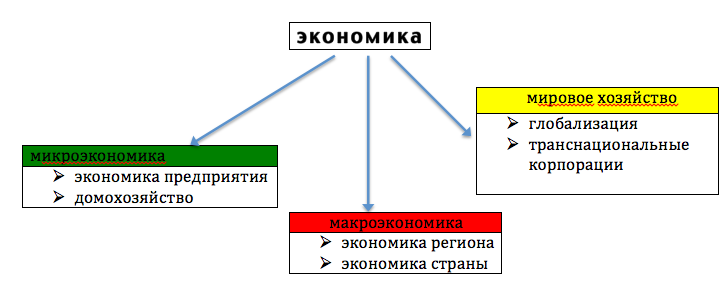 экономика
мировое хозяйство
глобализация
транснациональные
корпорации
микроэкономика
экономика предприятия
домохозяйство
макроэкономика
экономика региона
экономика страны